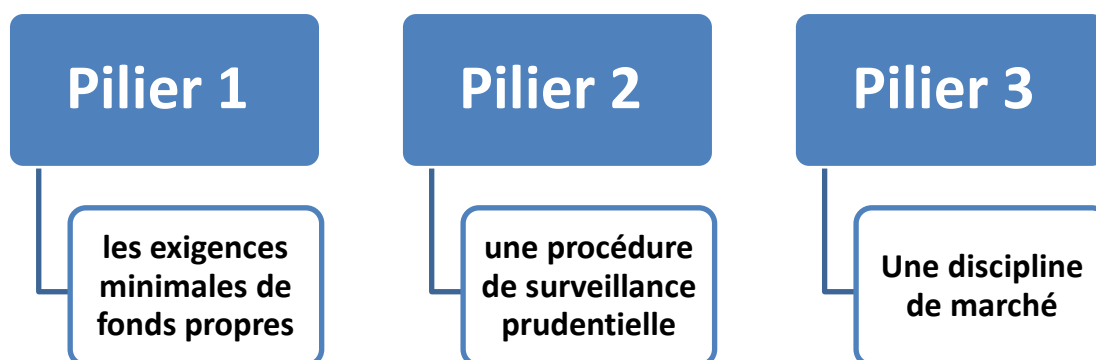 Pilier 1
les exigences
minimales de
fonds propres
Pilier 2
une procédure
de surveillance
prudentielle
Pilier 3
Une discipline
de marché